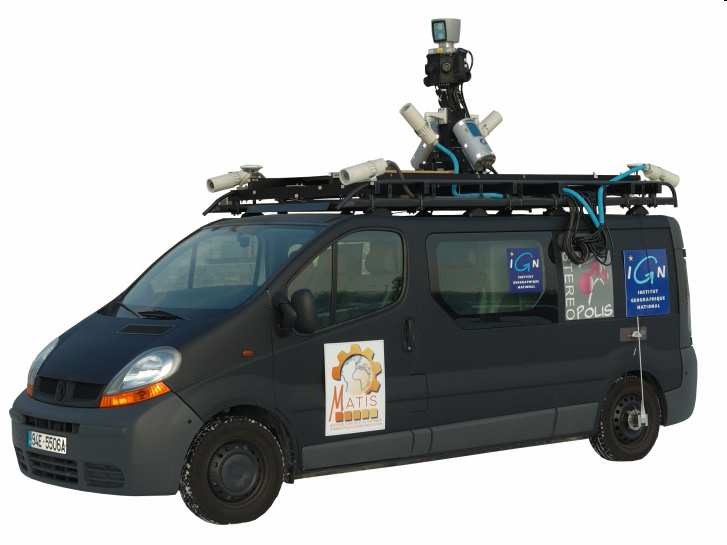 MATIS
IGN
INSTITUT
GEOGRAPHIQUE
NATIONAL
STEREOPOLIS
IGN
INSTITUT
GEOGRAPHIQUE
NATIONAL